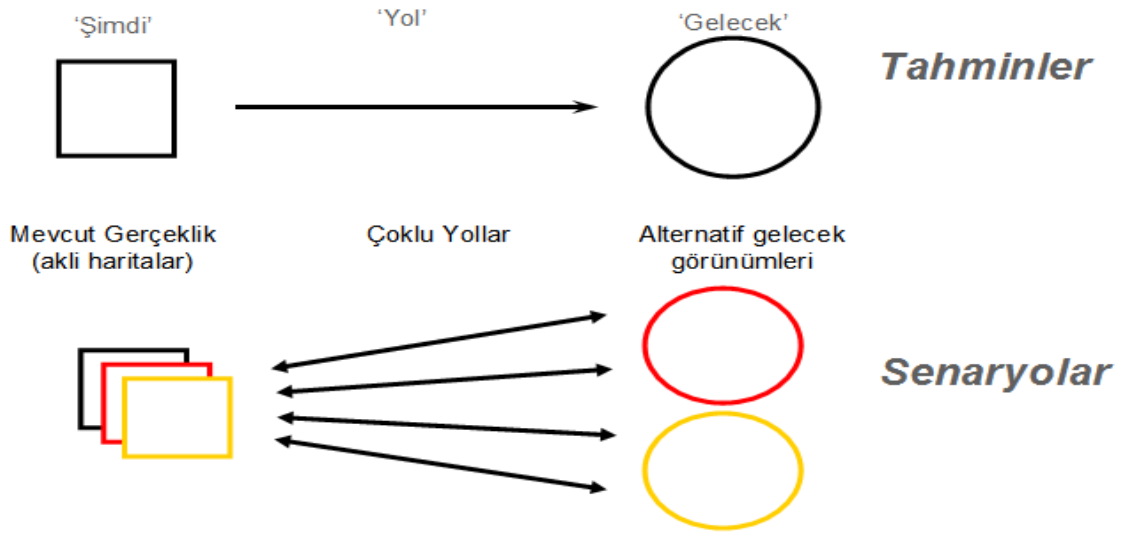 ‘Şimdi’
‘Yol’
‘Gelecek’
Tahminler
Mevcut Gerçeklik
(akli haritalar)
Çoklu Yollar
Alternatif gelecek
görünümleri
Senaryolar